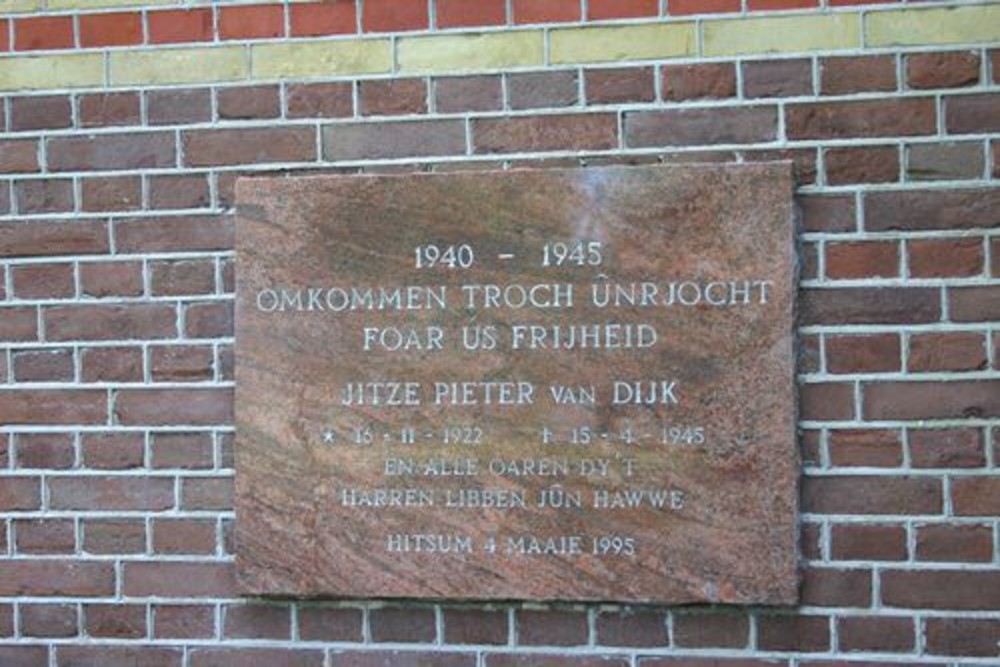 1940 - 1945
OMKOMMEN TROCH ÛNRJOCHT
FOAR ÚS FRIJHEID
JITZE PIETER VAN DIJK
* 16 - 11 - 1922 † 15 - 4 - 1945
EN ALLE OAREN DY 'T
HARREN LIBBEN JÛN HAWWE
HITSUM 4 MAAIE 1995